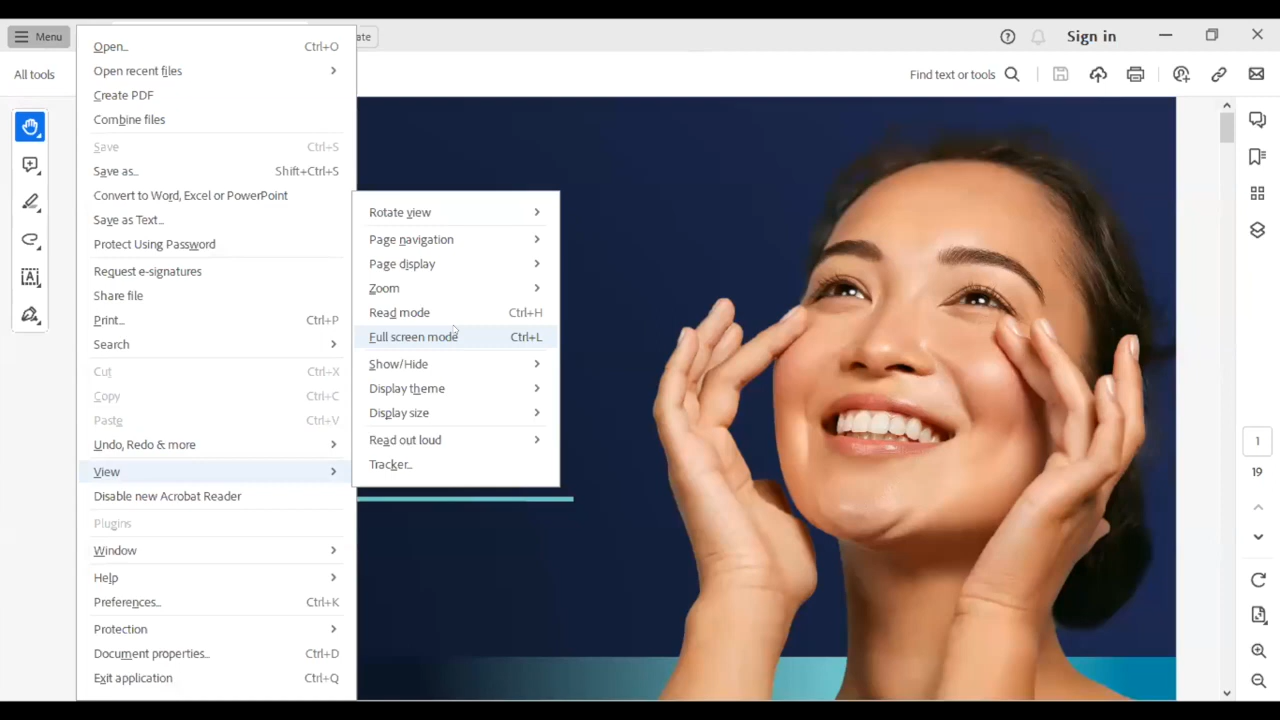 Menu
ate
Sign in
All tools
Find text or tools
Open... Ctrl+O
Open recent files
Create PDF
Combine files
Save Ctrl+S
Save as... Shift+Ctrl+S
Convert to Word, Excel or PowerPoint
Save as Text...
Protect Using Password
Request e-signatures
Share file
Print... Ctrl+P
Search
Cut Ctrl+X
Copy Ctrl+C
Paste Ctrl+V
Undo, Redo & more
View
Disable new Acrobat Reader
Plugins
Window
Help
Preferences... Ctrl+K
Protection
Document properties... Ctrl+D
Exit application Ctrl+Q
Rotate view
Page navigation
Page display
Zoom
Read mode Ctrl+H
Full screen mode Ctrl+L
Show/Hide
Display theme
Display size
Read out loud
Tracker...
1
19